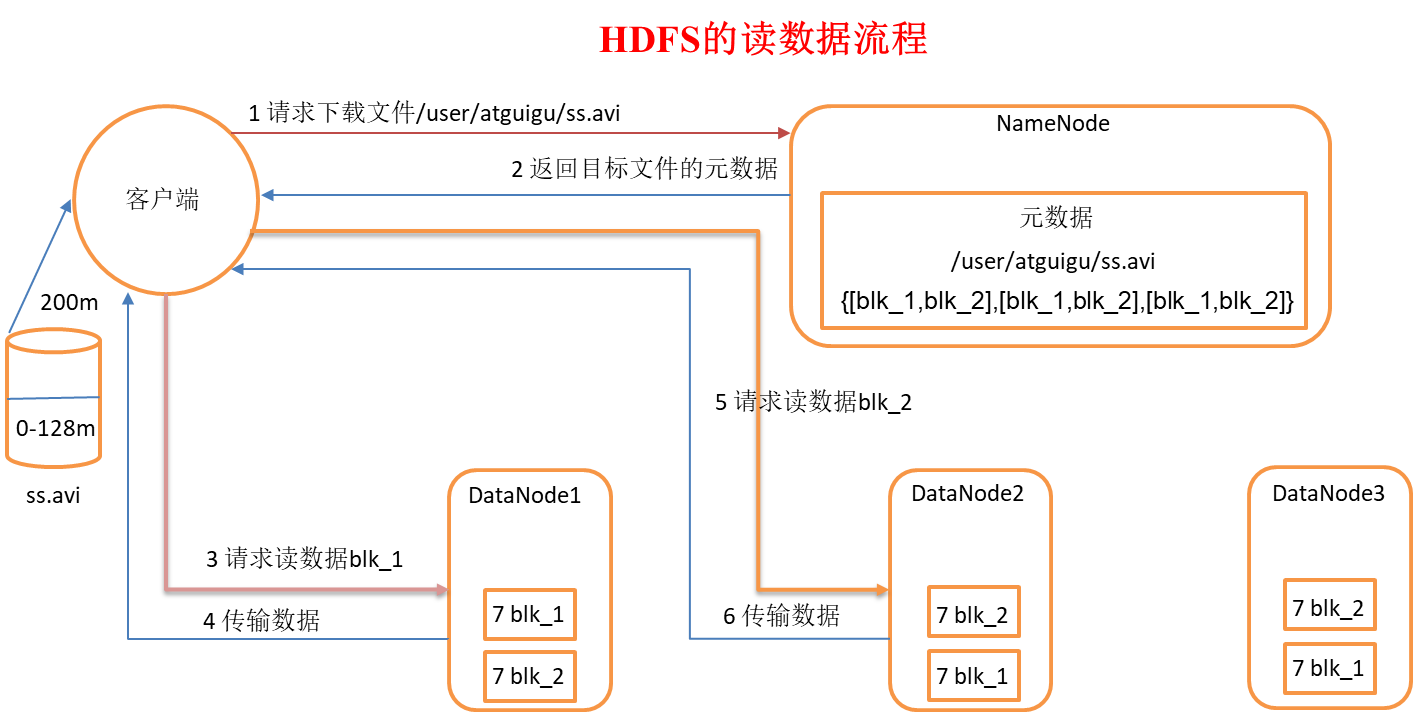 HDFS的读数据流程
1 请求下载文件/user/atguigu/ss.avi
NameNode
2 返回目标文件的元数据
客户端
元数据
/user/atguigu/ss.avi
{[blk_1,blk_2],[blk_1,blk_2],[blk_1,blk_2]}
200m
0-128m
ss.avi
5 请求读数据blk_2
DataNode1
DataNode2
DataNode3
3 请求读数据blk_1
4 传输数据
6 传输数据
7 blk_1
7 blk_2
7 blk_2
7 blk_1
7 blk_2
7 blk_1